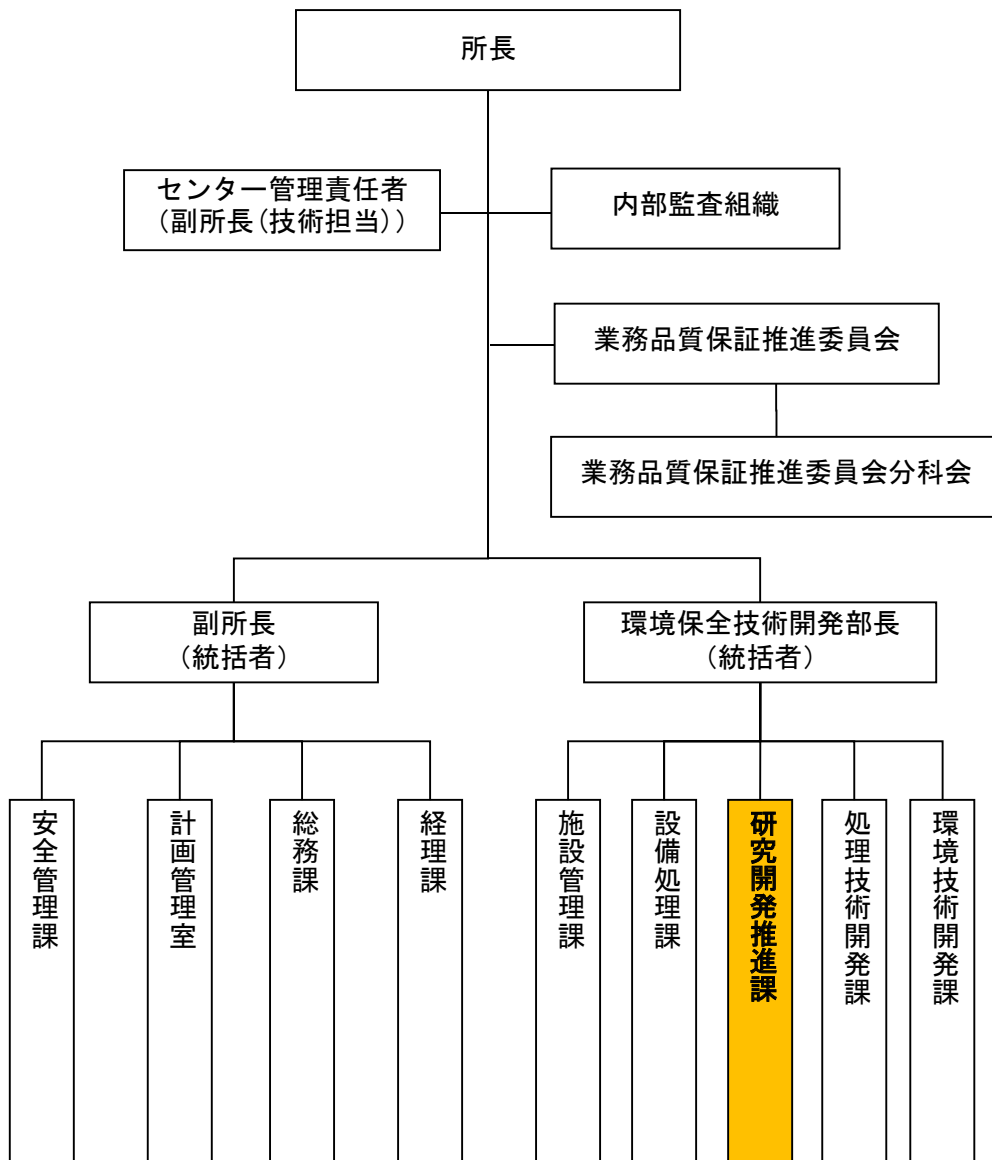 所長
センター管理責任者
（副所長（技術担当））
内部監査組織
業務品質保証推進委員会
業務品質保証推進委員会分科会
副所長
（統括者）
環境保全技術開発部長
（統括者）
安全管理課
計画管理室
総務課
経理課
施設管理課
設備処理課
研究開発推進課
処理技術開発課
環境技術開発課